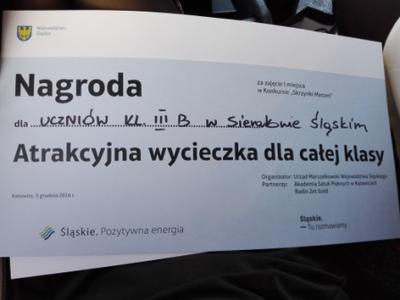 Województwo
Śląskie
Nagroda
za zajęcie I miejsca
w Konkursie „Skrzynki Marzeń”
dla uczniów kl. III B w Sierakowie Śląskim
Atrakcyjna wycieczka dla całej klasy
Organizator: Urząd Marszałkowski Województwa Śląskiego
Partnerzy: Akademia Sztuk Pięknych w Katowicach
Radio Zet Gold
Katowice, 5 grudnia 2016 r.
Śląskie. Pozytywna energia
Śląskie.
Tu rozmawiamy